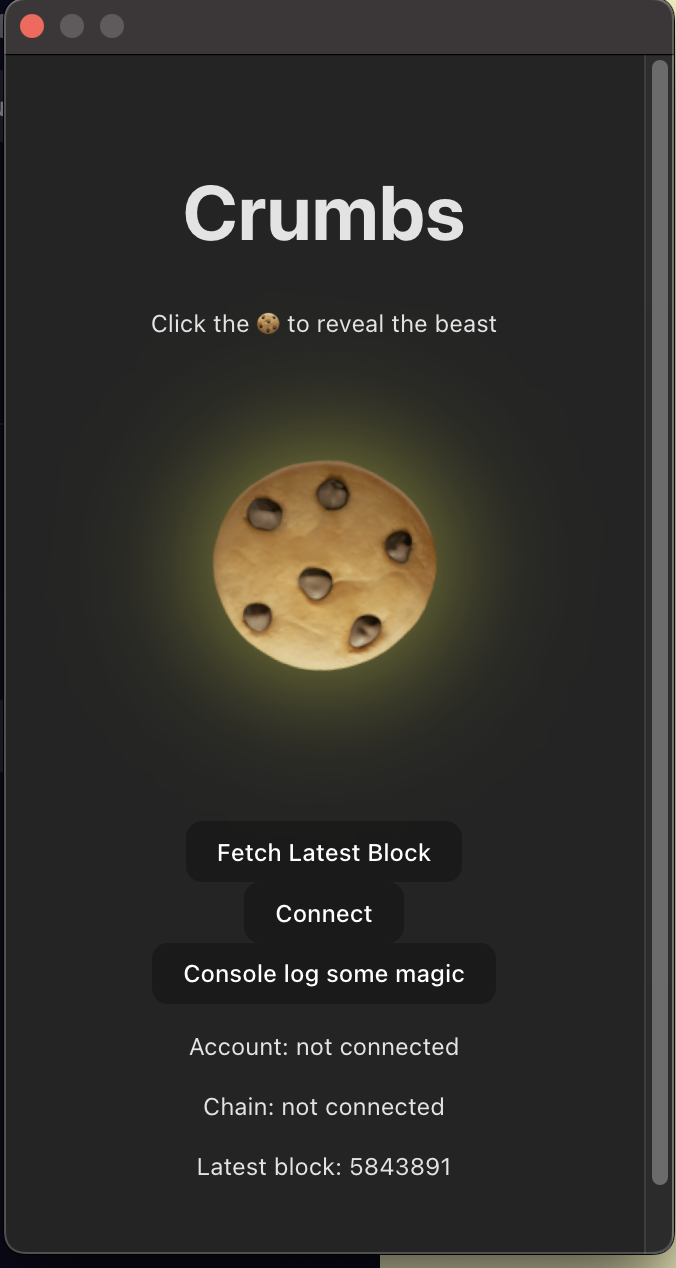 Crumbs
Click the 🍪 to reveal the beast
Fetch Latest Block
Connect
Console log some magic
Account: not connected
Chain: not connected
Latest block: 5843891